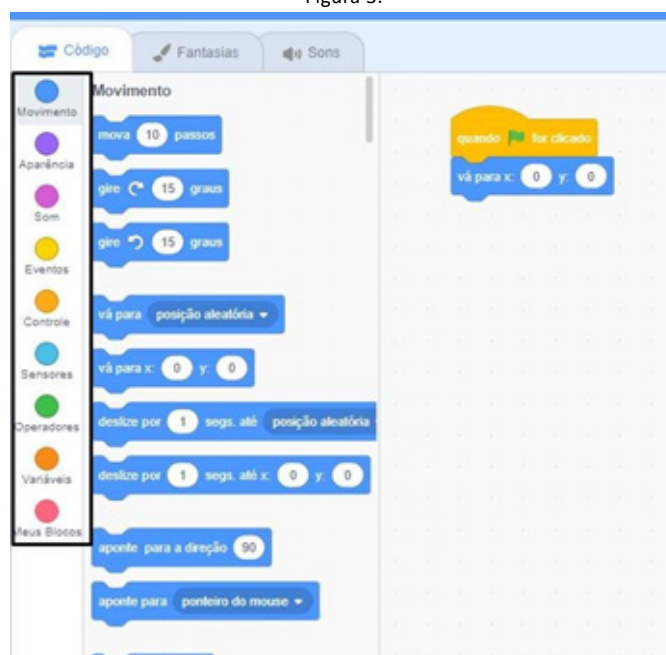 Código Fantasias Sons
Movimento
Aparência
Som
Eventos
Controle
Sensores
Operadores
Variáveis
Meus Blocos
Movimento
mova 10 passos
gire 15 graus
gire 15 graus
vá para posição aleatória
vá para x: 0 y: 0
deslize por 1 segs. até posição aleatória
deslize por 1 segs. até x: 0 y: 0
aponte para a direção 90
aponte para ponteiro do mouse
quando for clicado
vá para x: 0 y: 0